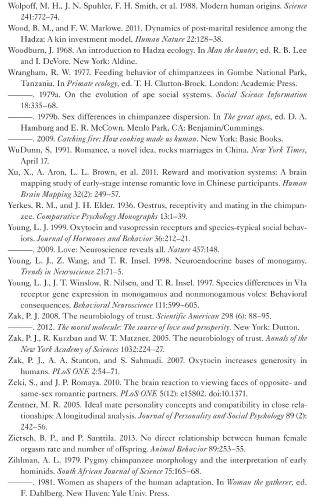 Wolpoff, M. H., J. N. Spuhler, F. H. Smith, et al. 1988. Modern human origins. Science
241:772–74.
Wood, B. M., and F. W. Marlowe. 2011. Dynamics of post-marital residence among the
Hadza: A kin investment model. Human Nature 22:128–38.
Woodburn, J. 1968. An introduction to Hadza ecology. In Man the hunter, ed. R. B. Lee
and I. DeVore. New York: Aldine.
Wrangham, R. W. 1977. Feeding behavior of chimpanzees in Gombe National Park,
Tanzania. In Primate ecology, ed. T. H. Clutton-Brock. London: Academic Press.
———. 1979a. On the evolution of ape social systems. Social Science Information
18:335–68.
———. 1979b. Sex differences in chimpanzee dispersion. In The great apes, ed. D. A.
Hamburg and E. R. McCown. Menlo Park, CA: Benjamin/Cummings.
———. 2009. Catching fire: How cooking made us human. New York: Basic Books.
WuDunn, S. 1991. Romance, a novel idea, rocks marriages in China. New York Times,
April 17.
Xu, X., A. Aron, L. L. Brown, et al. 2011. Reward and motivation systems: A brain
mapping study of early-stage intense romantic love in Chinese participants. Human
Brain Mapping 32(2): 249–57.
Yerkes, R. M., and J. H. Elder. 1936. Oestrus, receptivity and mating in the chimpan-
zee. Comparative Psychology Monographs 13:1–39.
Young, L. J. 1999. Oxytocin and vasopressin receptors and species-typical social behav-
iors. Journal of Hormones and Behavior 36:212–21.
———. 2009. Love: Neuroscience reveals all. Nature 457:148.
Young, L. J., Z. Wang, and T. R. Insel. 1998. Neuroendocrine bases of monogamy.
Trends in Neuroscience 21:71–5.
Young, L. J., J. T. Winslow, R. Nilsen, and T. R. Insel. 1997. Species differences in V1a
receptor gene expression in monogamous and nonmonogamous voles: Behavioral
consequences. Behavioral Neuroscience 111:599–605.
Zak, P. J. 2008. The neurobiology of trust. Scientific American 298 (6): 88–95.
———. 2012. The moral molecule: The source of love and prosperity. New York: Dutton.
Zak, P. J., R. Kurzban and W. T. Matzner. 2005. The neurobiology of trust. Annals of the
New York Academy of Sciences 1032:224–27.
Zak, P. J., A. A. Stanton, and S. Sahmadi. 2007. Oxytocin increases generosity in
humans. PLoS ONE 2:54–71.
Zeki, S., and J. P. Romaya. 2010. The brain reaction to viewing faces of opposite- and
same-sex romantic partners. PLoS ONE 5(12): e15802. doi:10.1371.
Zentner, M. R. 2005. Ideal mate personality concepts and compatibility in close rela-
tionships: A longitudinal analysis. Journal of Personality and Social Psychology 89 (2):
242–56.
Zietsch, B. P., and P. Santtila. 2013. No direct relationship between human female
orgasm rate and number of offspring. Animal Behavior 89:253–55.
Zihlman, A. L. 1979. Pygmy chimpanzee morphology and the interpretation of early
hominids. South African Journal of Science 75:165–68.
———. 1981. Women as shapers of the human adaptation. In Woman the gatherer, ed.
F. Dahlberg. New Haven: Yale Univ. Press.